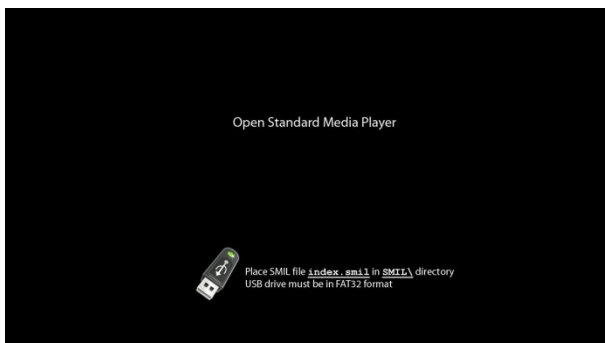 Open Standard Media Player
Place SMIL file index.smil in SMIL\ directory
USB drive must be in FAT32 format